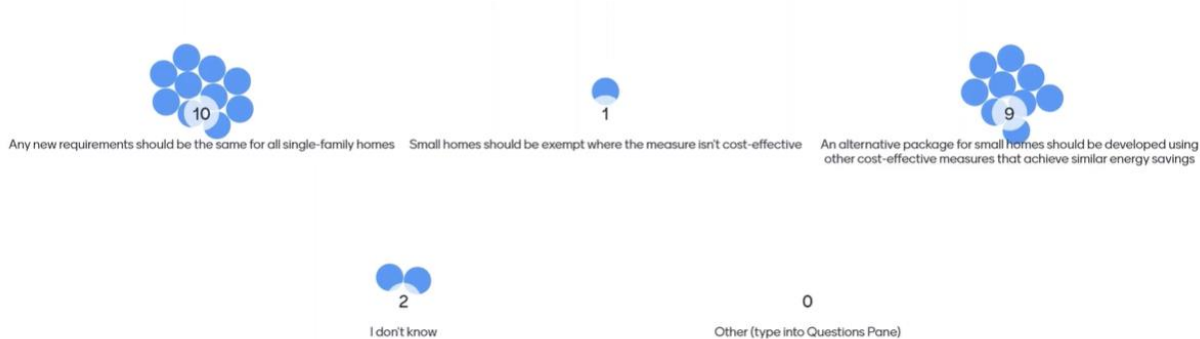 10
1
9
Any new requirements should be the same for all single-family homes
Small homes should be exempt where the measure isn't cost-effective
An alternative package for small homes should be developed using
other cost-effective measures that achieve similar energy savings
2
0
I don't know
Other (type into Questions Pane)